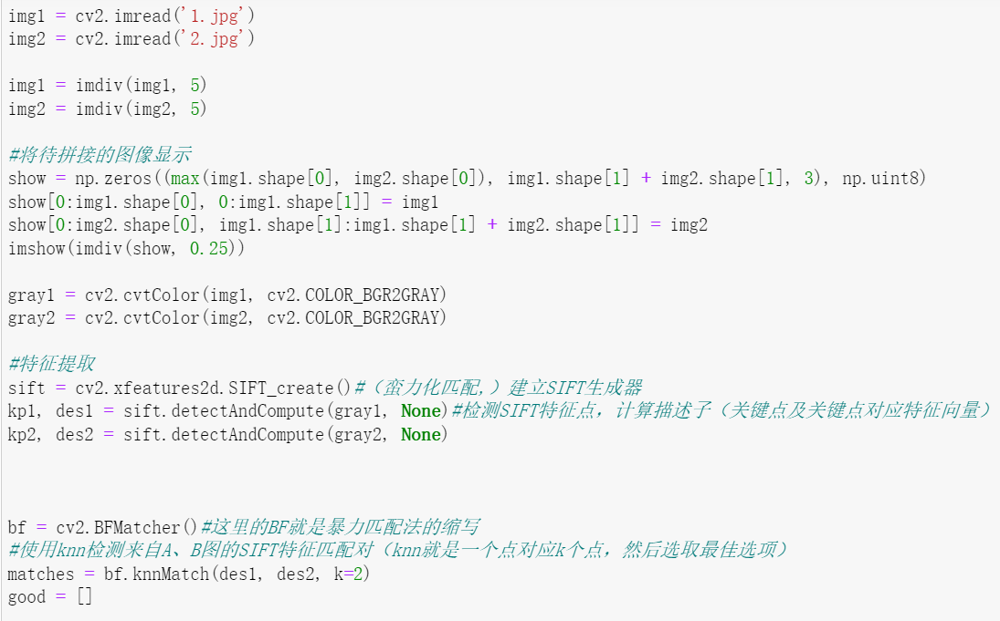 img1 = cv2.imread('1.jpg')
img2 = cv2.imread('2.jpg')
img1 = imdiv(img1, 5)
img2 = imdiv(img2, 5)
#将待拼接的图像显示
show = np.zeros((max(img1.shape[0], img2.shape[0]), img1.shape[1] + img2.shape[1], 3), np.uint8)
show[0:img1.shape[0], 0:img1.shape[1]] = img1
show[0:img2.shape[0], img1.shape[1]:img1.shape[1] + img2.shape[1]] = img2
imshow(imdiv(show, 0.25))
gray1 = cv2.cvtColor(img1, cv2.COLOR_BGR2GRAY)
gray2 = cv2.cvtColor(img2, cv2.COLOR_BGR2GRAY)
#特征提取
sift = cv2.xfeatures2d.SIFT_create()#（蛮力化匹配,）建立SIFT生成器
kp1, des1 = sift.detectAndCompute(gray1, None)#检测SIFT特征点，计算描述子（关键点及关键点对应特征向量）
kp2, des2 = sift.detectAndCompute(gray2, None)
bf = cv2.BFMatcher()#这里的BF就是暴力匹配法的缩写
#使用knn检测来自A、B图的SIFT特征匹配对（knn就是一个点对应k个点，然后选取最佳选项）
matches = bf.knnMatch(des1, des2, k=2)
good = []